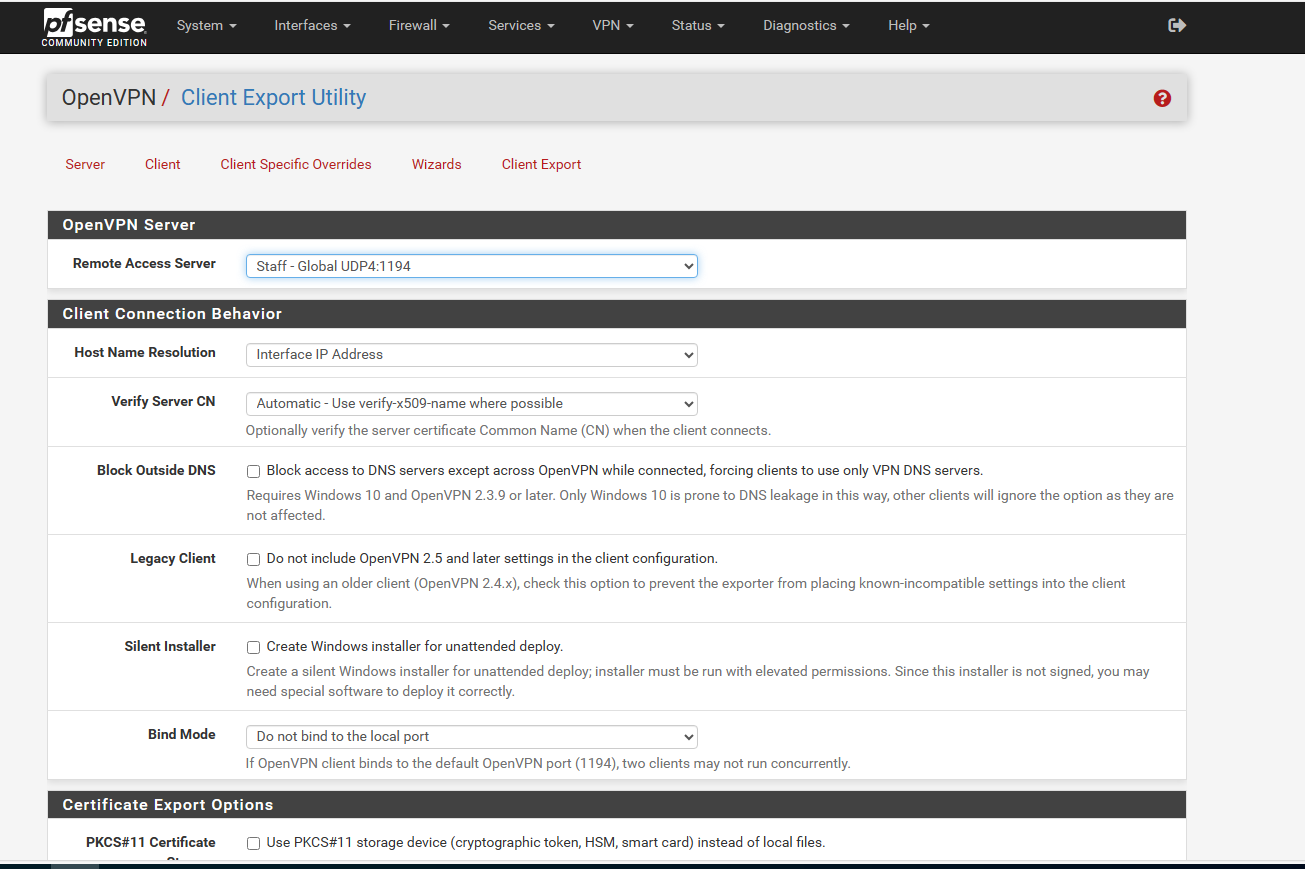 pfsense
COMMUNITY EDITION
System
Interfaces
Firewall
Services
VPN
Status
Diagnostics
Help
OpenVPN / Client Export Utility
?
Server
Client
Client Specific Overrides
Wizards
Client Export
OpenVPN Server
Remote Access Server
Staff - Global UDP4:1194
Client Connection Behavior
Host Name Resolution
Interface IP Address
Verify Server CN
Automatic - Use verify-x509-name where possible
Optionally verify the server certificate Common Name (CN) when the client connects.
Block Outside DNS
Block access to DNS servers except across OpenVPN while connected, forcing clients to use only VPN DNS servers.
Requires Windows 10 and OpenVPN 2.3.9 or later. Only Windows 10 is prone to DNS leakage in this way, other clients will ignore the option as they are
not affected.
Legacy Client
Do not include OpenVPN 2.5 and later settings in the client configuration.
When using an older client (OpenVPN 2.4.x), check this option to prevent the exporter from placing known-incompatible settings into the client
configuration.
Silent Installer
Create Windows installer for unattended deploy.
Create a silent Windows installer for unattended deploy; installer must be run with elevated permissions. Since this installer is not signed, you may
need special software to deploy it correctly.
Bind Mode
Do not bind to the local port
If OpenVPN client binds to the default OpenVPN port (1194), two clients may not run concurrently.
Certificate Export Options
PKCS#11 Certificate
Use PKCS#11 storage device (cryptographic token, HSM, smart card) instead of local files.